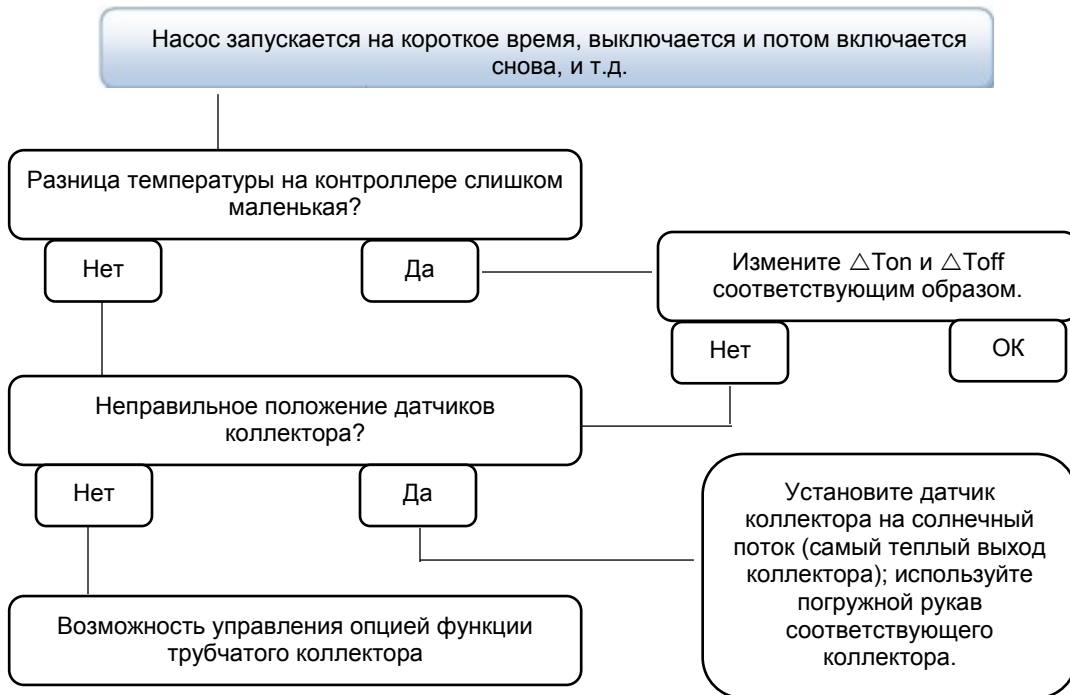 Насос запускается на короткое время, выключается и потом включается
снова, и т.д.
Разница температуры на контроллере слишком
маленькая?
Нет
Да
Измените △Ton и △Toff
соответствующим образом.
Нет
ОК
Неправильное положение датчиков
коллектора?
Нет
Да
Установите датчик
коллектора на солнечный
поток (самый теплый выход
коллектора); используйте
погружной рукав
соответствующего
коллектора.
Возможность управления опцией функции
трубчатого коллектора